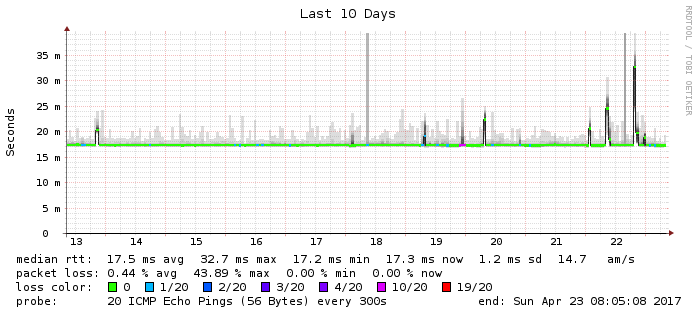 Last 10 Days
RRDTOOL / TOBI OETIKER
Seconds
35 m
30 m
25 m
20 m
15 m
10 m
5 m
0
13 14 15 16 17 18 19 20 21 22
median rtt: 17.5 ms avg 32.7 ms max 17.2 ms min 17.3 ms now 1.2 ms sd 14.7 am/s
packet loss: 0.44 % avg 43.89 % max 0.00 % min 0.00 % now
loss color: 0 1/20 2/20 3/20 4/20 10/20 19/20
probe: 20 ICMP Echo Pings (56 Bytes) every 300s end: Sun Apr 23 08:05:08 2017